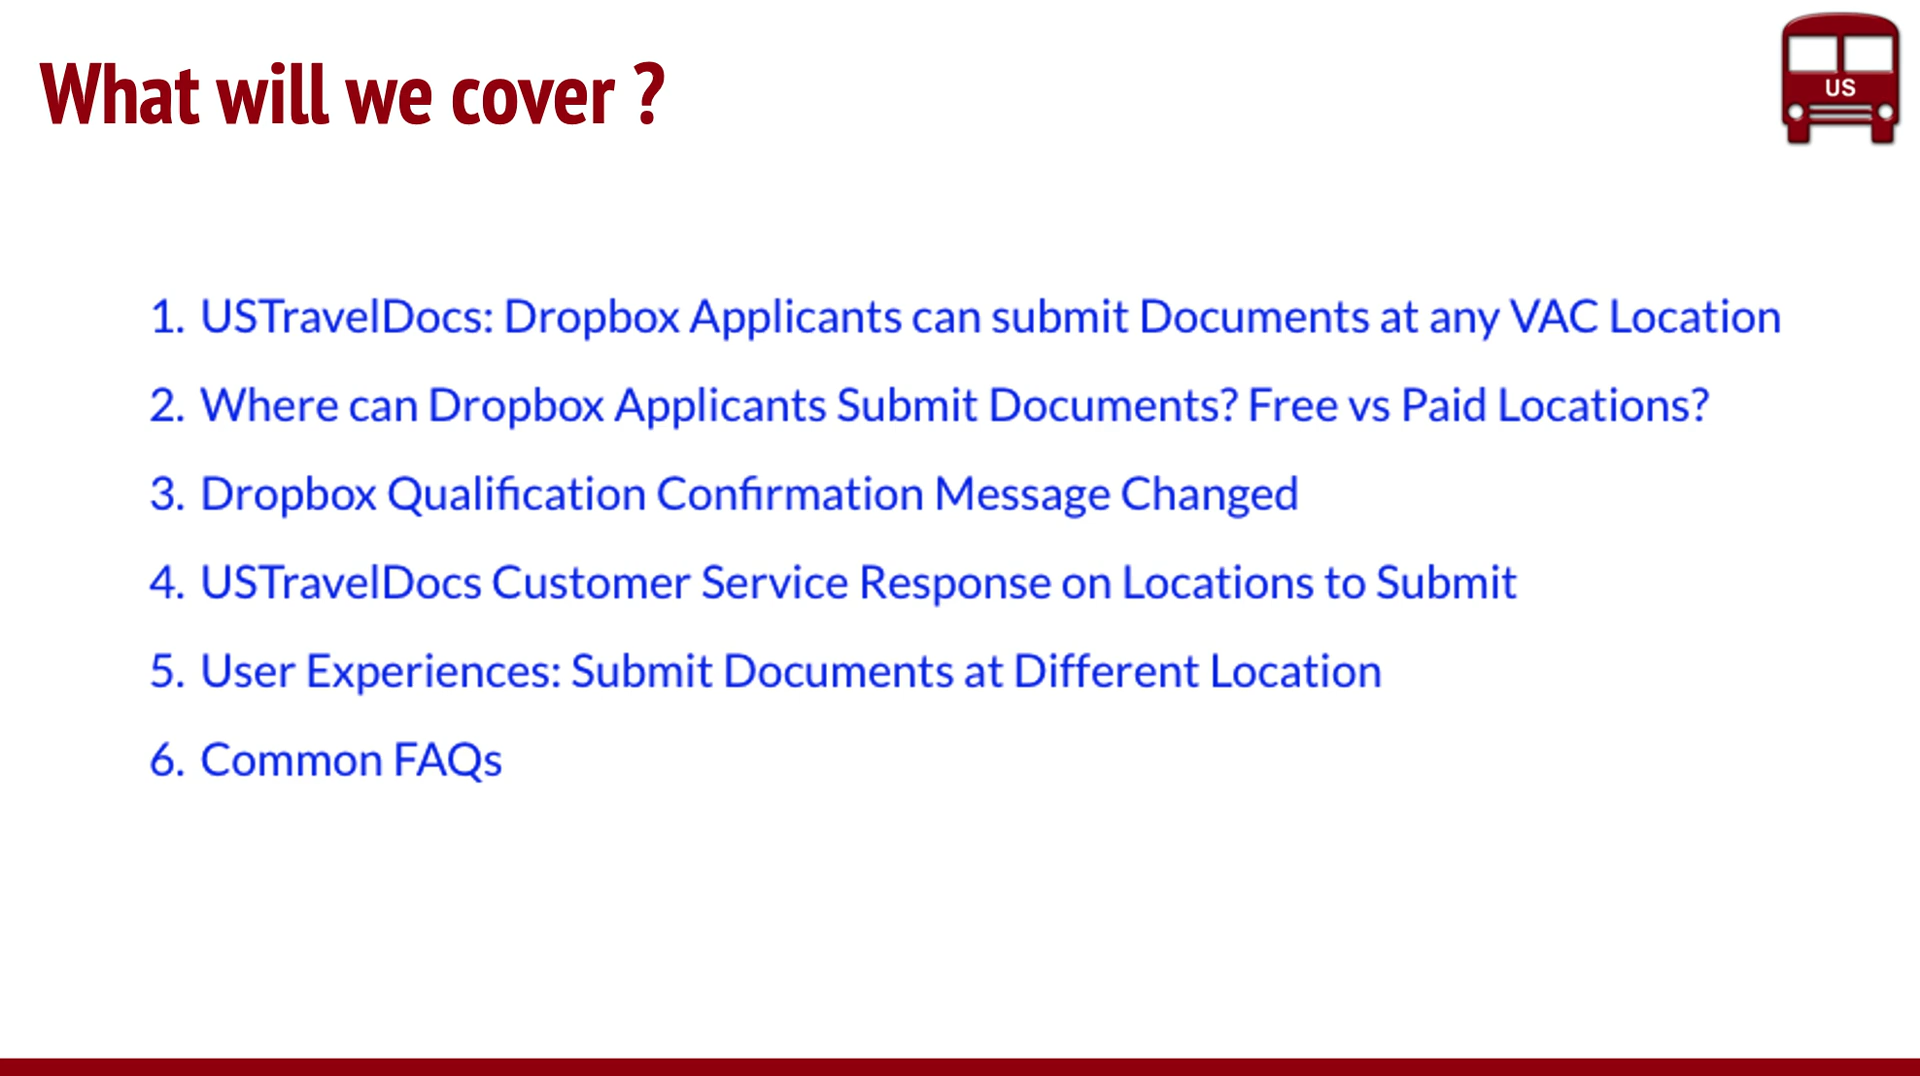 What will we cover ?
US
1. USTravelDocs: Dropbox Applicants can submit Documents at any VAC Location
2. Where can Dropbox Applicants Submit Documents? Free vs Paid Locations?
3. Dropbox Qualification Confirmation Message Changed
4. USTravelDocs Customer Service Response on Locations to Submit
5. User Experiences: Submit Documents at Different Location
6. Common FAQs